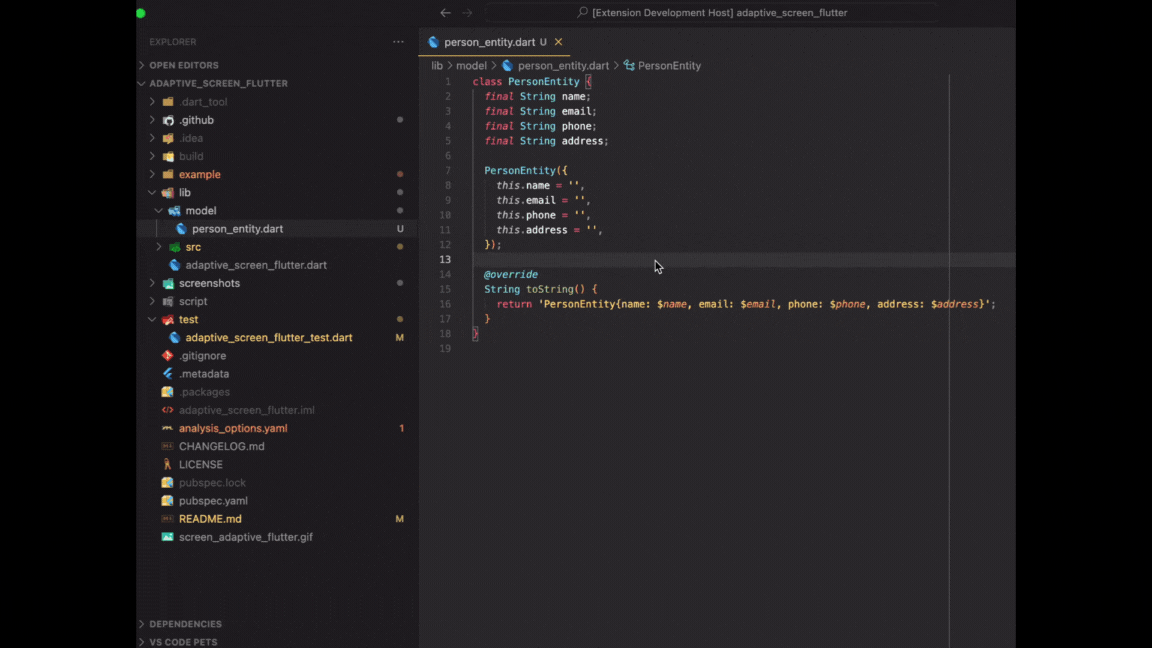 [Extension Development Host] adaptive_screen_flutter
EXPLORER
OPEN EDITORS
ADAPTIVE_SCREEN_FLUTTER
.dart_tool
.github
.idea
build
example
lib
model
person_entity.dart U
src
adaptive_screen_flutter.dart
screenshots
script
test
adaptive_screen_flutter_test.dart M
.gitignore
.metadata
.packages
adaptive_screen_flutter.iml
analysis_options.yaml 1
CHANGELOG.md
LICENSE
pubspec.lock
pubspec.yaml
README.md M
screen_adaptive_flutter.gif
DEPENDENCIES
VS CODE PETS
person_entity.dart U
lib > model > person_entity.dart > PersonEntity
1 class PersonEntity {
2 final String name;
3 final String email;
4 final String phone;
5 final String address;
6
7 PersonEntity({
8 this.name = '',
9 this.email = '',
10 this.phone = '',
11 this.address = '',
12 });
13
14 @override
15 String toString() {
16 return 'PersonEntity{name: $name, email: $email, phone: $phone, address: $address}';
17 }
18 }
19